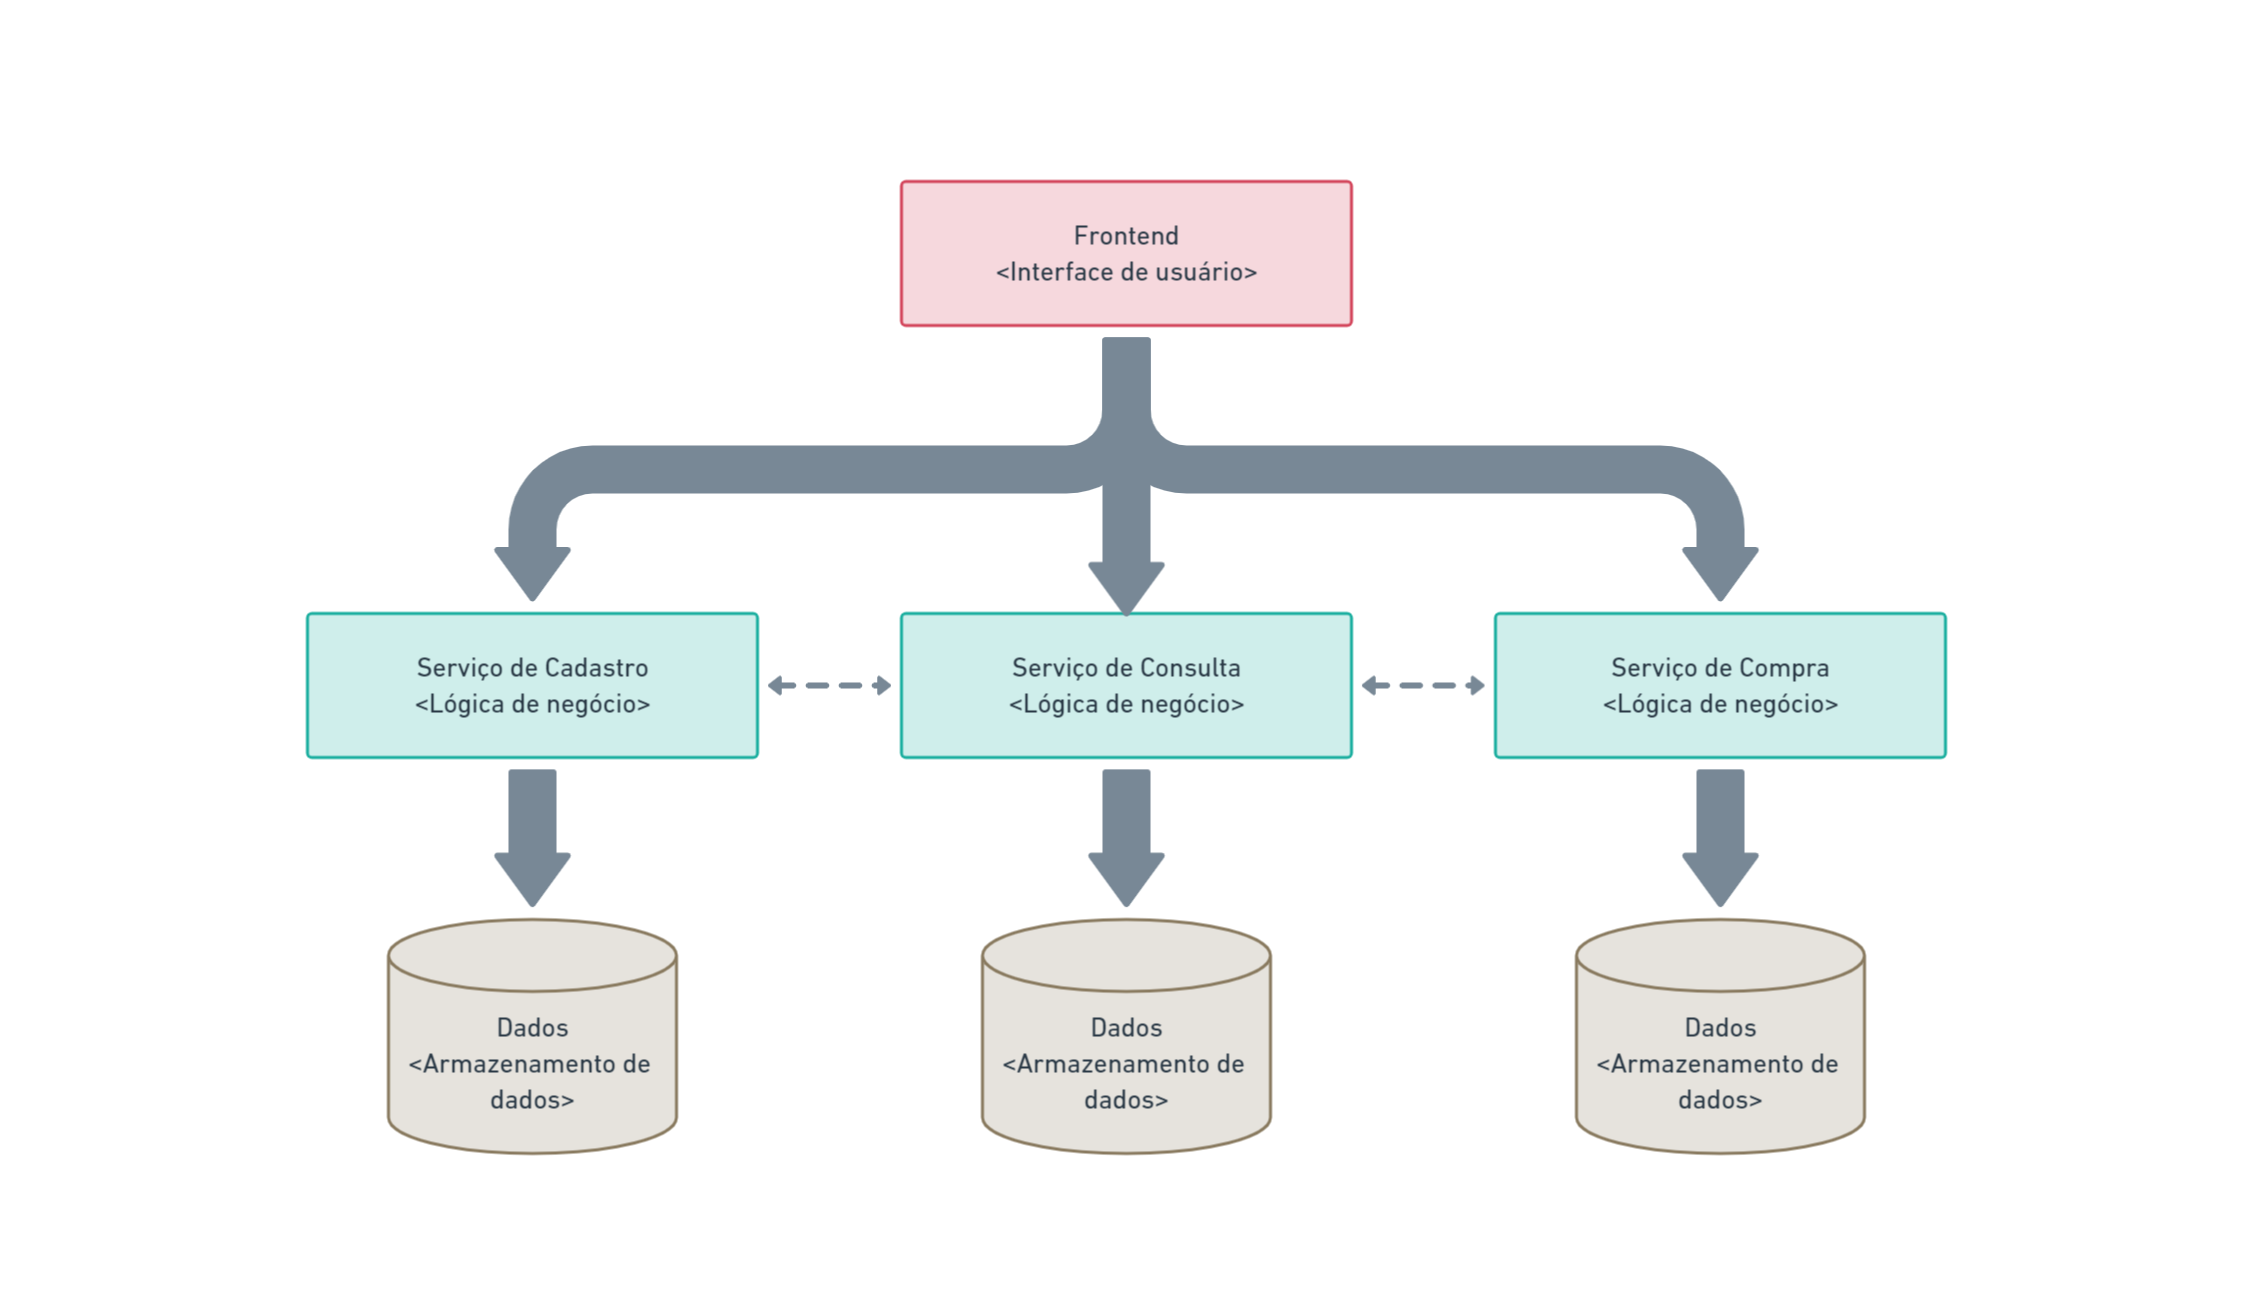 Frontend
<Interface de usuário>
Serviço de Cadastro
<Lógica de negócio>
Serviço de Consulta
<Lógica de negócio>
Serviço de Compra
<Lógica de negócio>
Dados
<Armazenamento de
dados>
Dados
<Armazenamento de
dados>
Dados
<Armazenamento de
dados>